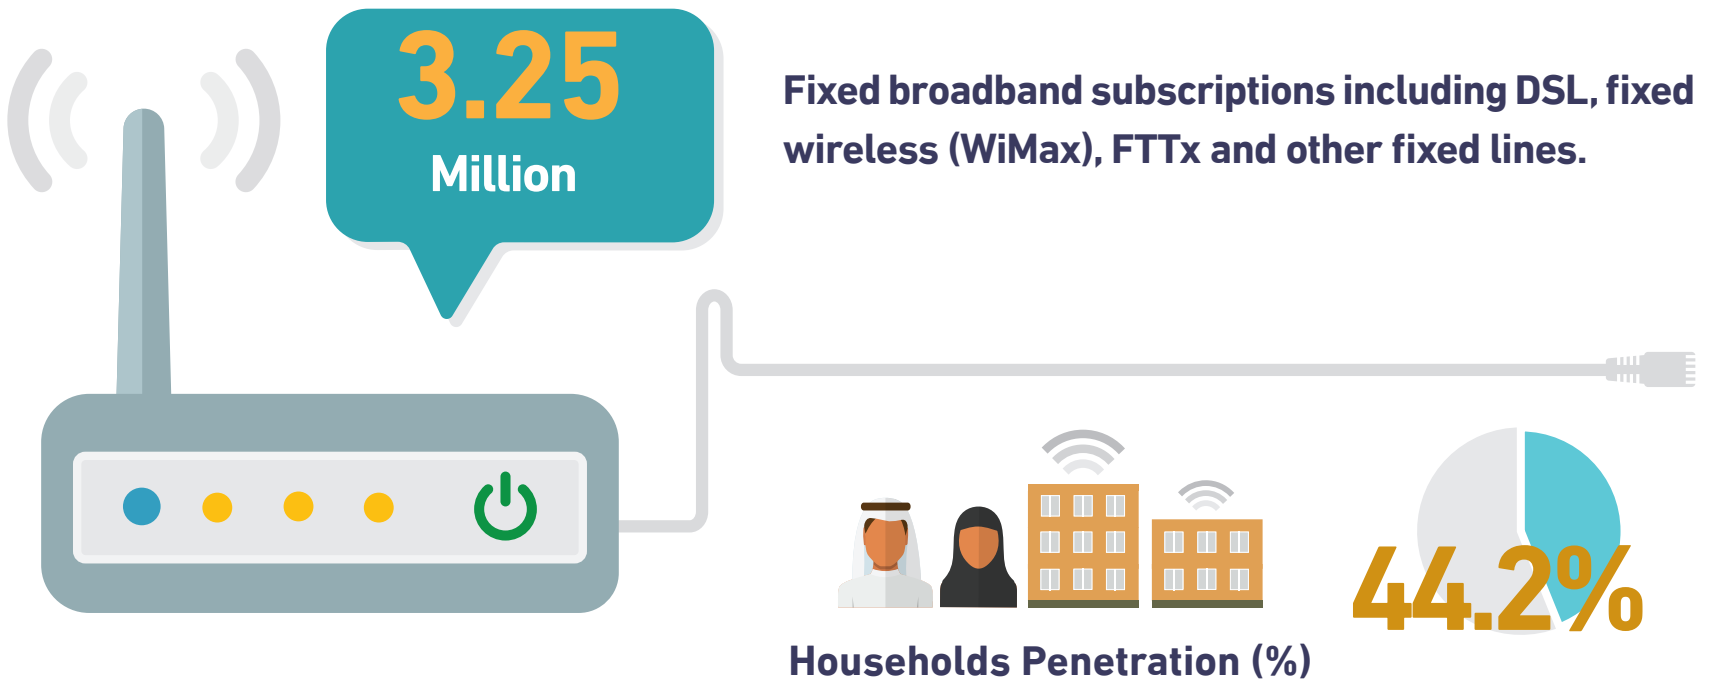 3.25
Million
Fixed broadband subscriptions including DSL, fixed
wireless (WiMax), FTTx and other fixed lines.
44.2%
Households Penetration (%)